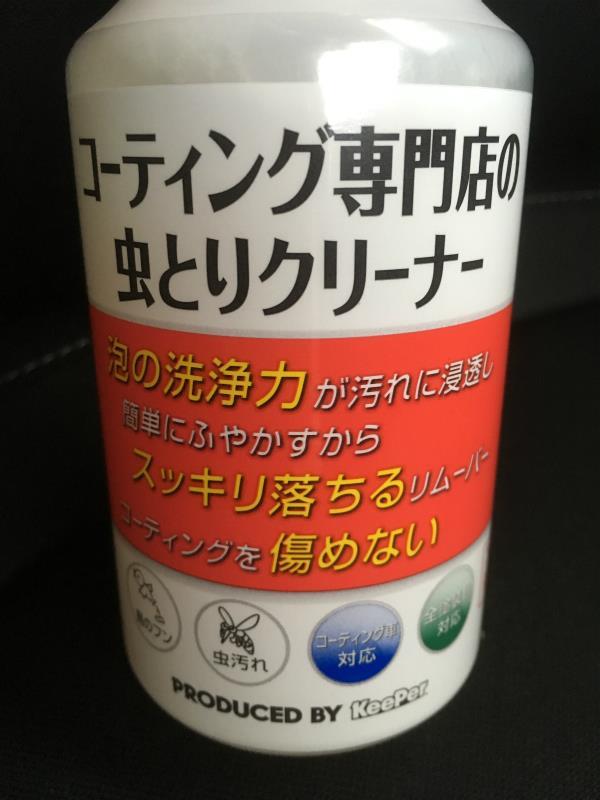 コーティング専門店の
虫とりクリーナー
泡の洗浄力が汚れに浸透し
簡単にふやかすから
スッキリ落ちるリムーバー
コーティングを傷めない
鳥のフン
虫汚れ
コーティング車
対応
対応
PRODUCED BY KeePer